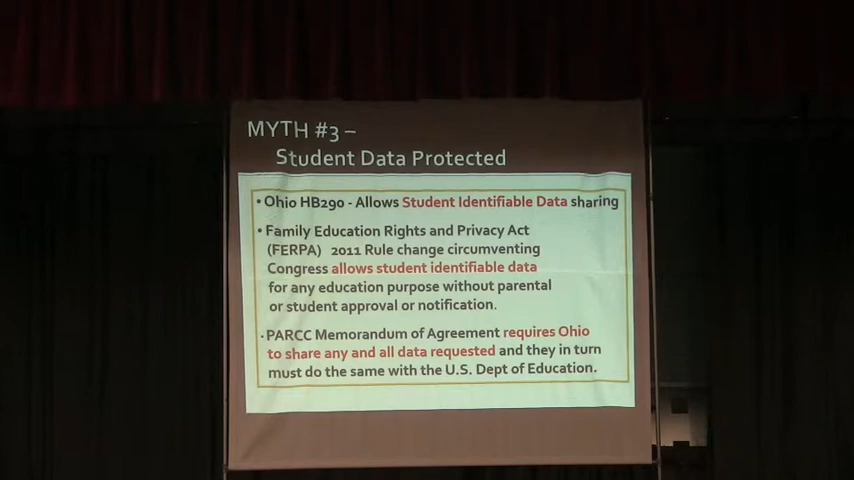 MYTH #3 –
Student Data Protected
• Ohio HB290 - Allows Student Identifiable Data sharing
• Family Education Rights and Privacy Act
(FERPA) 2011 Rule change circumventing
Congress allows student identifiable data
for any education purpose without parental
or student approval or notification.
• PARCC Memorandum of Agreement requires Ohio
to share any and all data requested and they in turn
must do the same with the U.S. Dept of Education.